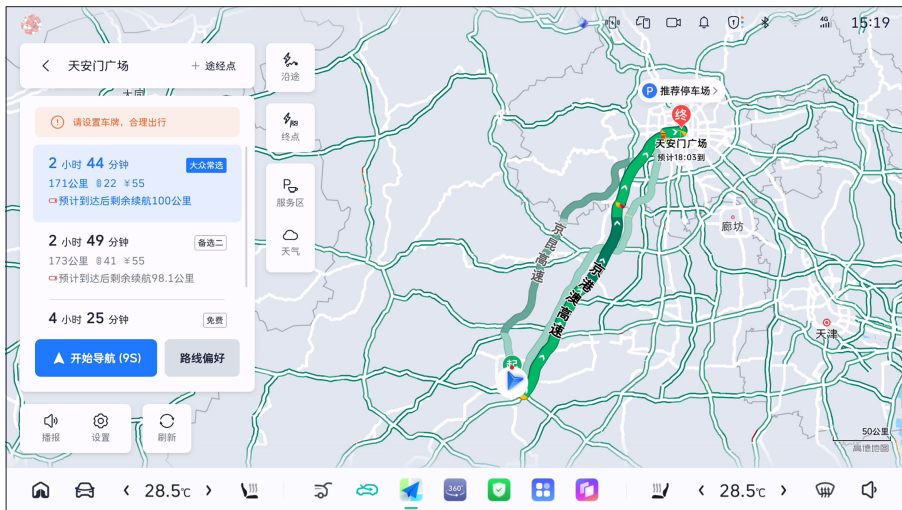 4G
15:19
天安门广场
+ 途经点
沿途
请设置车牌，合理出行
终点
2 小时 44 分钟
大众常选
171公里 22 ¥55
预计到达后剩余续航100公里
服务区
天气
2 小时 49 分钟
备选二
173公里 41 ¥55
预计到达后剩余续航98.1公里
4 小时 25 分钟
免费
开始导航 (9S)
路线偏好
播报
设置
刷新
P 推荐停车场
终
天安门广场
预计18:03到
廊坊
京昆高速
京港澳高速
天津
起
50公里
高德地图
28.5℃
360°
28.5℃